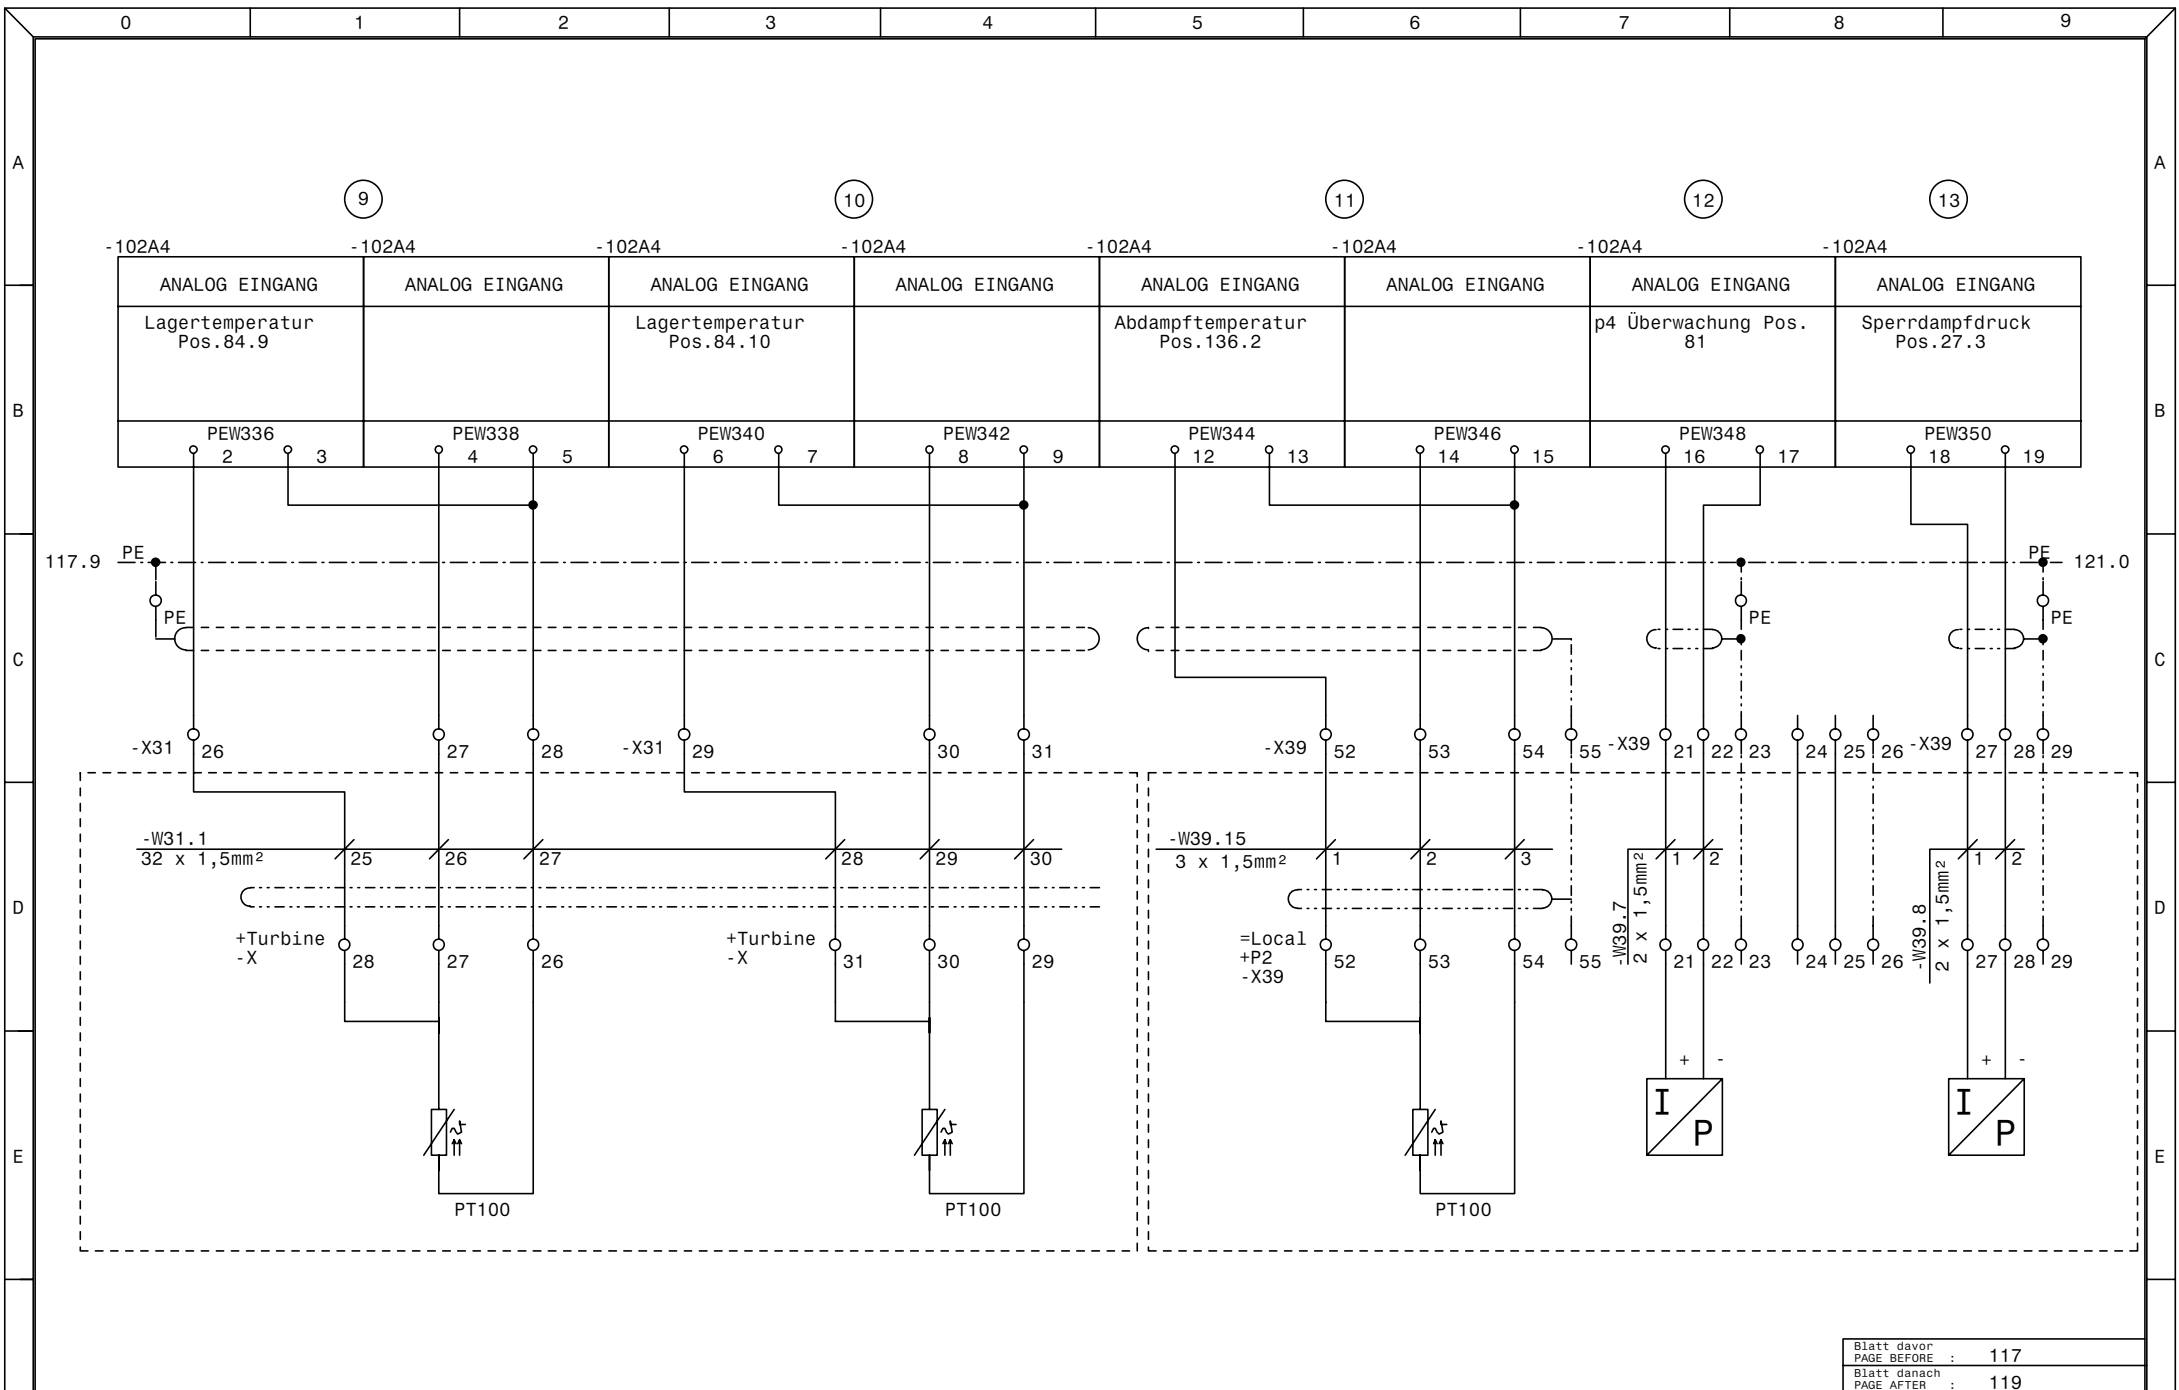 0 1 2 3 4 5 6 7 8 9
A A
9 10 11 12 13
-102A4 -102A4 -102A4 -102A4 -102A4 -102A4 -102A4 -102A4
ANALOG EINGANG ANALOG EINGANG ANALOG EINGANG ANALOG EINGANG ANALOG EINGANG ANALOG EINGANG ANALOG EINGANG ANALOG EINGANG
Lagertemperatur Lagertemperatur Abdampftemperatur p4 Überwachung Pos. Sperrdampfdruck
Pos.84.9 Pos.84.10 Pos.136.2 81 Pos.27.3
B B
PEW336 PEW338 PEW340 PEW342 PEW344 PEW346 PEW348 PEW350
2 3 4 5 6 7 8 9 12 13 14 15 16 17 18 19
117.9 PE PE 121.0
PE PE PE
C C
-X31 26 27 28 -X31 29 30 31 -X39 52 53 54 55 -X39 21 22 23 24 25 26 -X39 27 28 29
-W31.1 -W39.15
32 x 1,5mm² 25 26 27 28 29 30 3 x 1,5mm² 1 2 3 1 2 1 2
-W39.7
2 x 1,5mm²
-W39.8
2 x 1,5mm²
D D
+Turbine +Turbine =Local
-X -X +P2
-X39
28 27 26 31 30 29 52 53 54 55 21 22 23 24 25 26 27 28 29
+ - + -
I I
P P
E E
PT100 PT100 PT100
Blatt davor
PAGE BEFORE : 117
Blatt danach
PAGE AFTER : 119